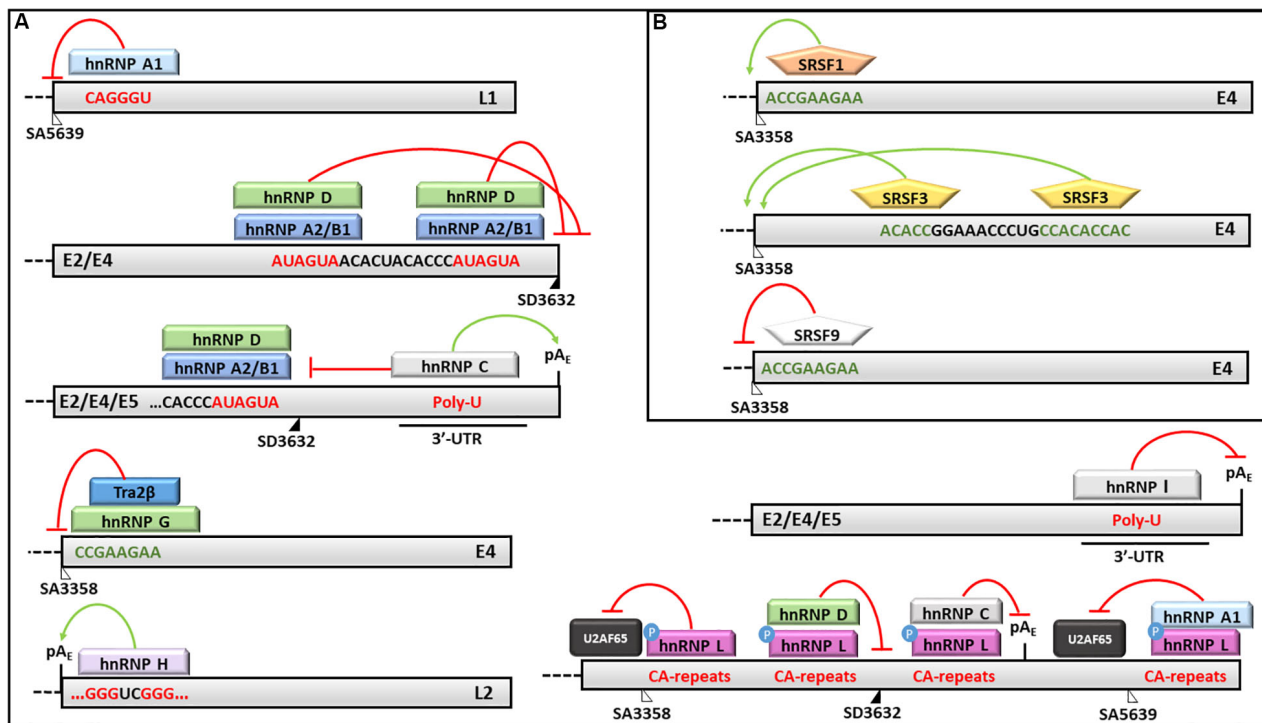 A
hnRNP A1
CAGGGU
L1
SA5639
hnRNP D
hnRNP D
hnRNP A2/B1
hnRNP A2/B1
E2/E4
AUAGUAACACUACACCCAUAGUA
SD3632
hnRNP D
hnRNP A2/B1
hnRNP C
pAE
E2/E4/E5
...CACCCAUAGUA
Poly-U
SD3632
3'-UTR
Tra2β
hnRNP G
CCGAAGAA
E4
SA3358
pAE
hnRNP H
...GGGUCGGG...
L2
B
SRSF1
ACCGAAGAA
E4
SA3358
SRSF3
SRSF3
ACACCGGAAACCCUGCCACACCAC
E4
SA3358
SRSF9
ACCGAAGAA
E4
SA3358
pAE
hnRNP I
E2/E4/E5
Poly-U
3'-UTR
U2AF65
P
hnRNP L
hnRNP D
P
hnRNP L
hnRNP C
P
hnRNP L
pAE
U2AF65
hnRNP A1
P
hnRNP L
CA-repeats
CA-repeats
CA-repeats
CA-repeats
SA3358
SD3632
SA5639